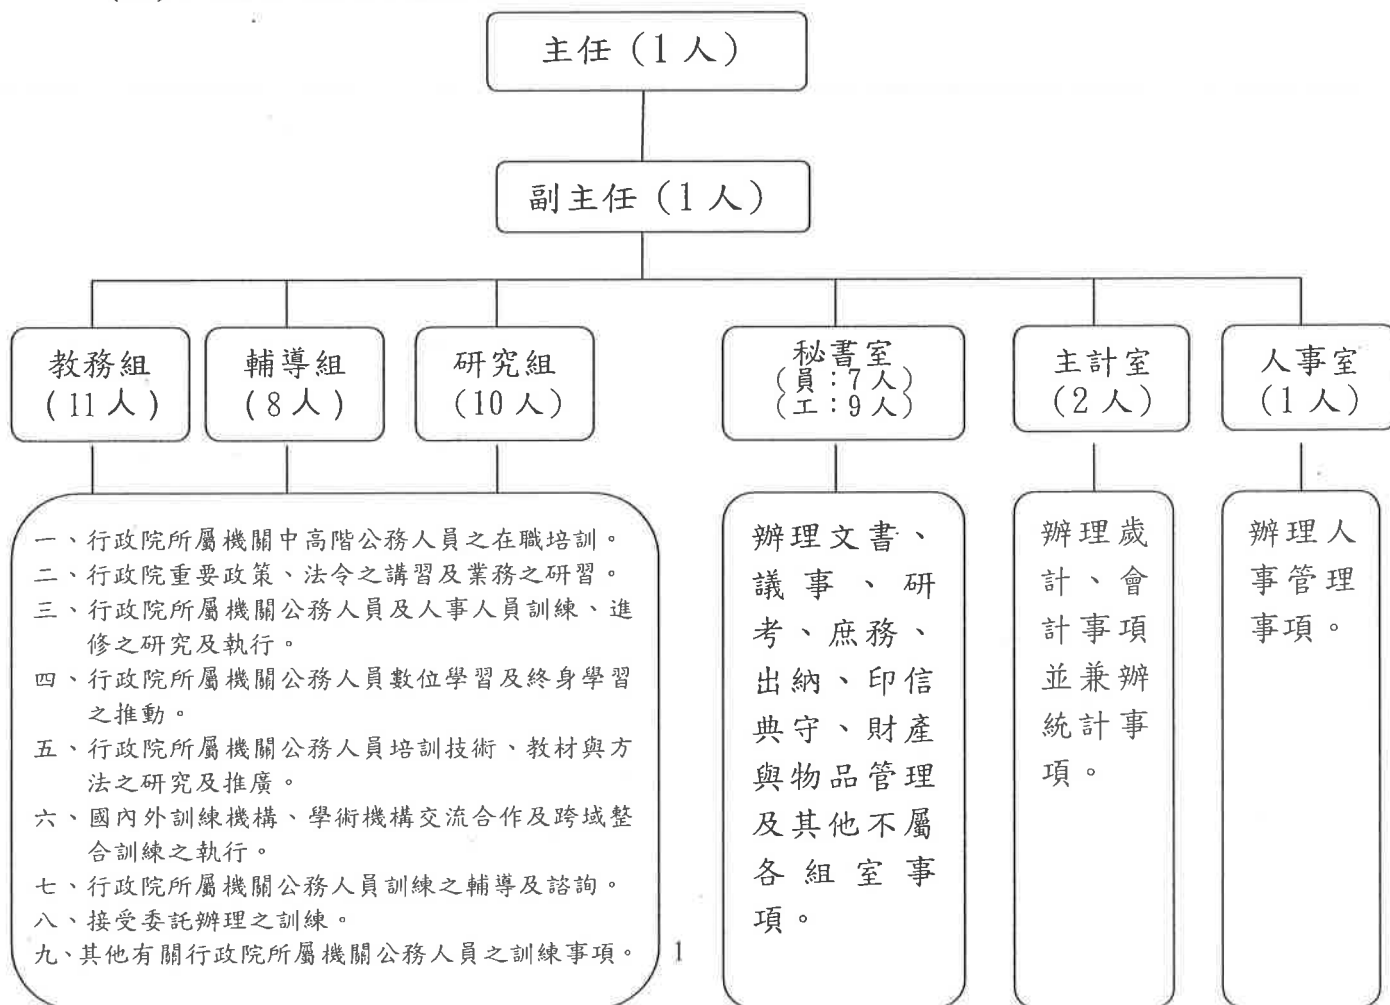 主任(1人)
副主任(1人)
教務組
(11人)
輔導組
(8人)
研究組
(10人)
秘書室
(員:7人)
(工:9人)
主計室
(2人)
人事室
(1人)
一、行政院所屬機關中高階公務人員之在職培訓。
二、行政院重要政策、法令之講習及業務之研習。
三、行政院所屬機關公務人員及人事人員訓練、進
修之研究及執行。
四、行政院所屬機關公務人員數位學習及終身學習
之推動。
五、行政院所屬機關公務人員培訓技術、教材與方
法之研究及推廣。
六、國內外訓練機構、學術機構交流合作及跨域整
合訓練之執行。
七、行政院所屬機關公務人員訓練之輔導及諮詢。
八、接受委託辦理之訓練。
九、其他有關行政院所屬機關公務人員之訓練事項。
辦理文書、
議事、研
考、庶務、
出納、印信
典守、財產
與物品管理
及其他不屬
各組室事
項。
辦理歲
計、會
計事項
並兼辦
統計事
項。
辦理人
事管理
事項。
1